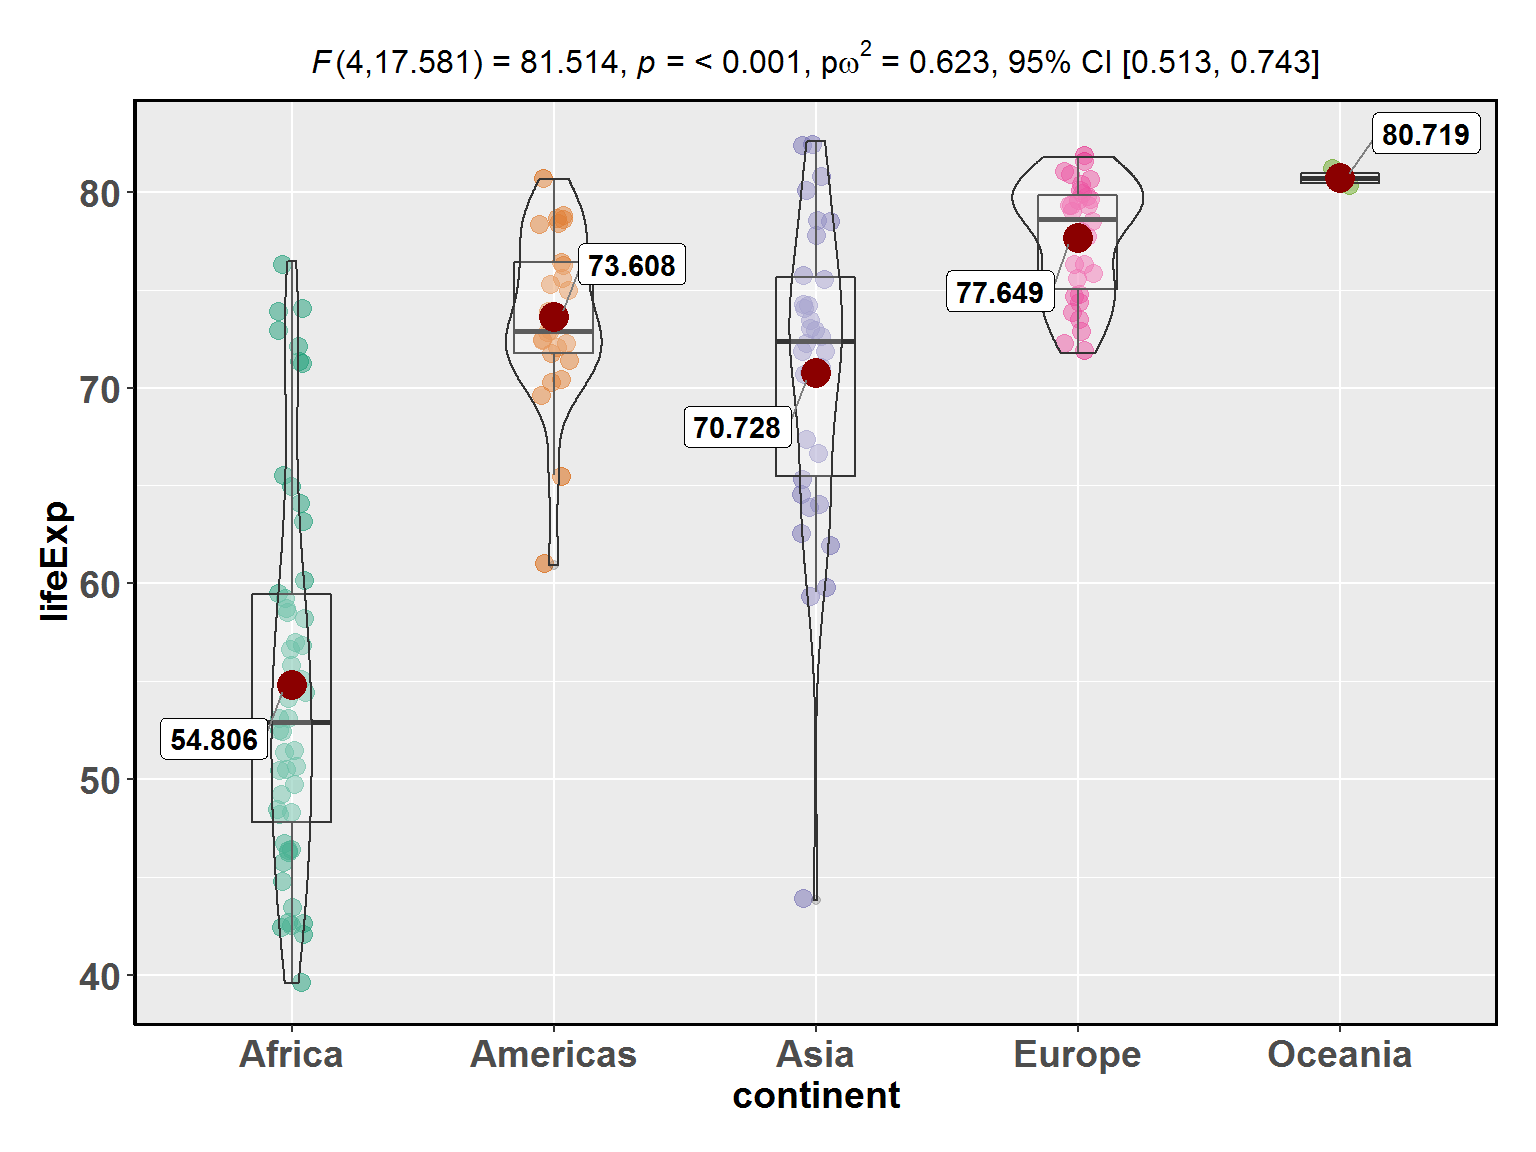 F(4,17.581) = 81.514, p = < 0.001, pω² = 0.623, 95% CI [0.513, 0.743]
80.719
80
73.608
77.649
70
70.728
lifeExp
60
54.806
50
40
Africa Americas Asia Europe Oceania
continent